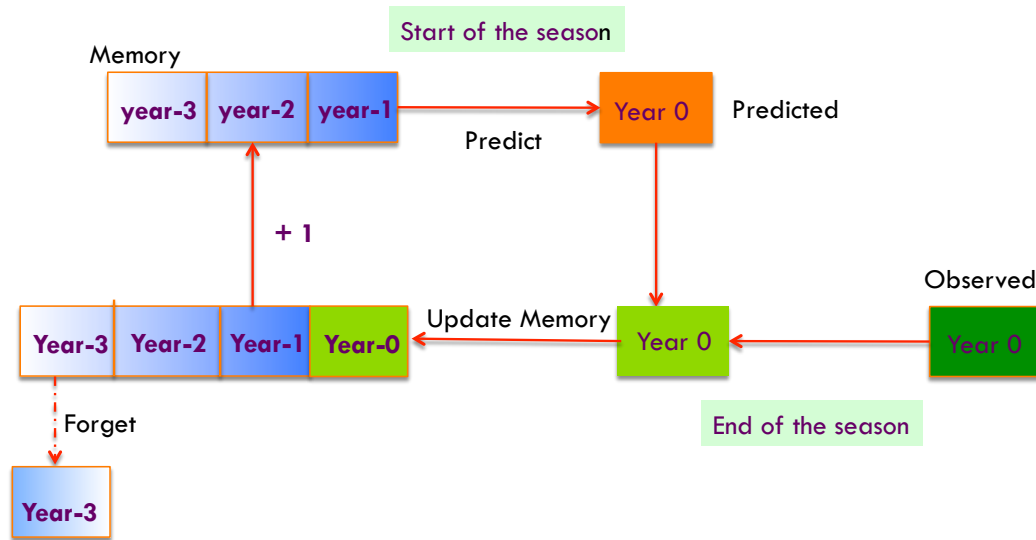 Start of the season
Memory
year-3 year-2 year-1
Year 0
Predicted
Predict
+ 1
Observed
Year-3 Year-2 Year-1 Year-0
Update Memory
Year 0
Year 0
Forget
End of the season
Year-3